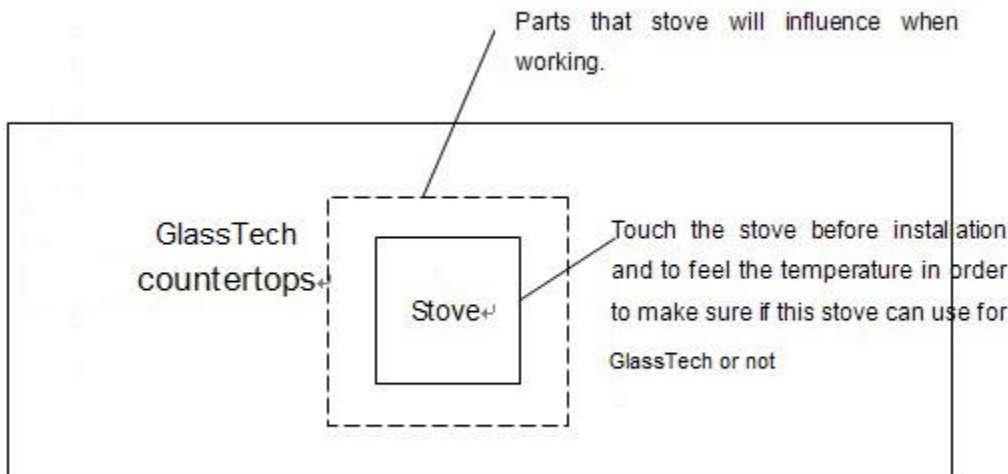 Parts that stove will influence when
working.
GlassTech
countertops
Stove
Touch the stove before installation
and to feel the temperature in order
to make sure if this stove can use for
GlassTech or not